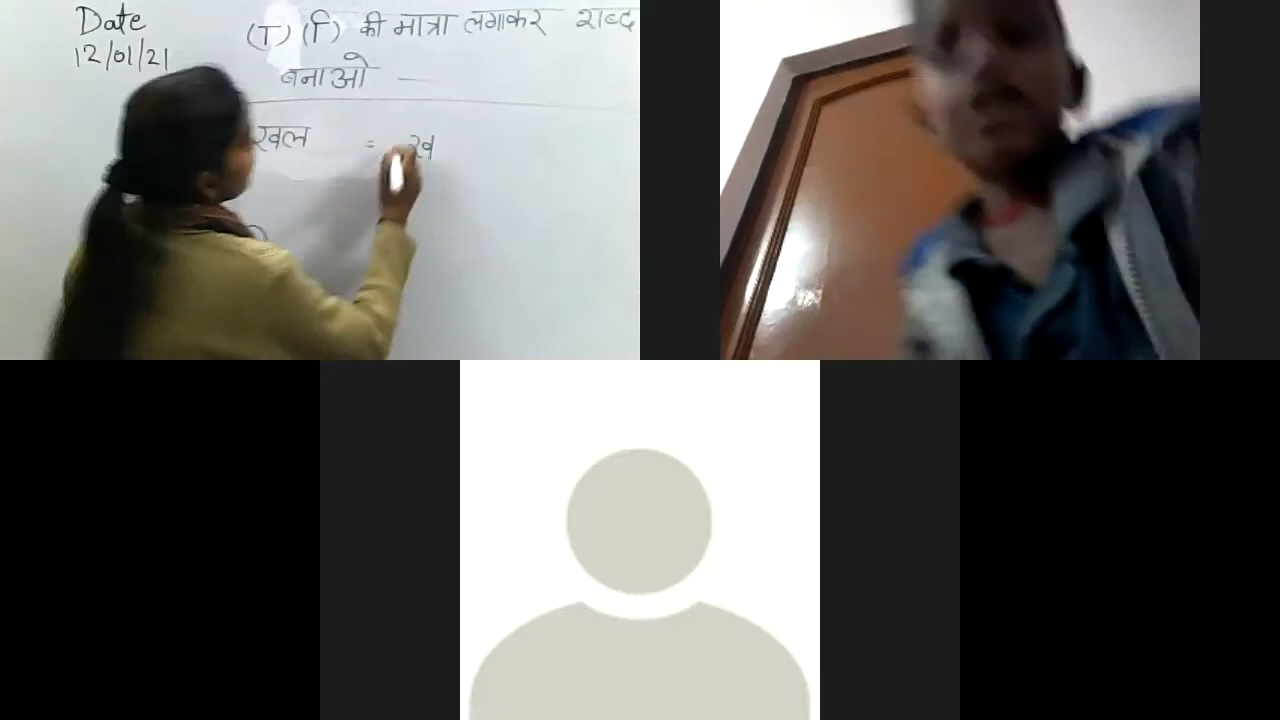 Date
12/01/21
(ा) (ि) की मात्रा लगाकर शब्द
बनाओ —
खल = ख